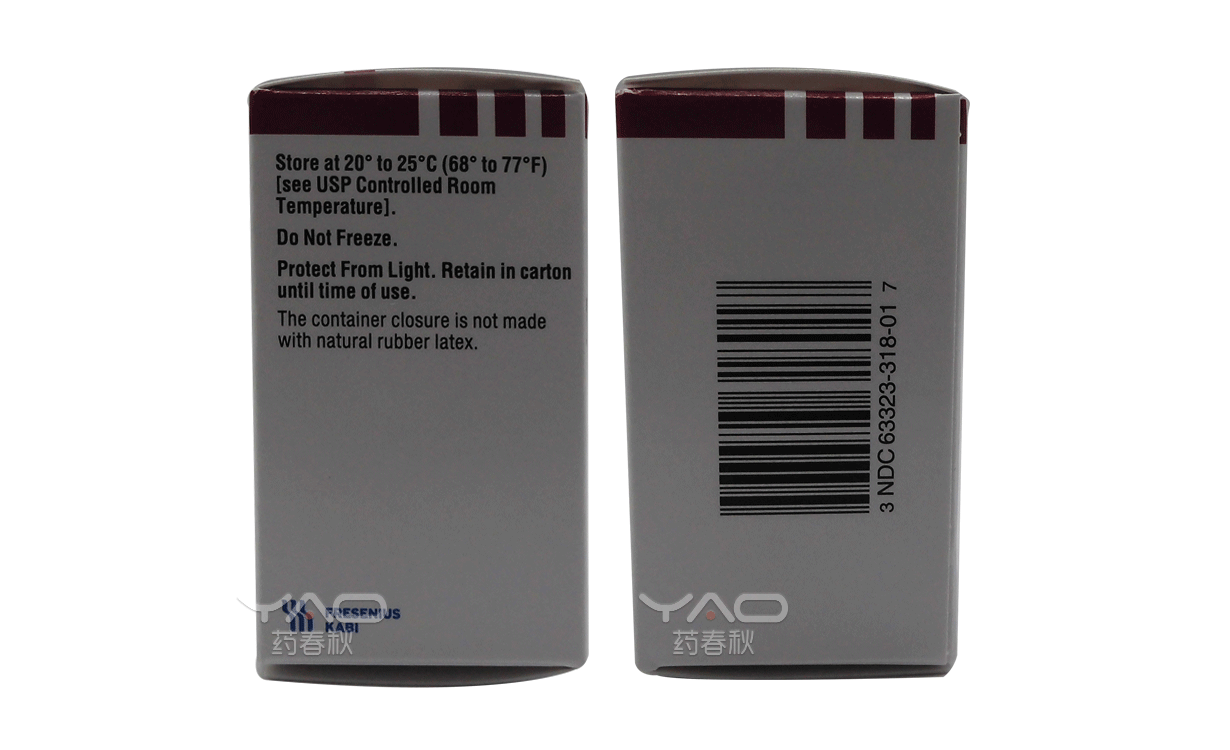 Store at 20° to 25°C (68° to 77°F)
[see USP Controlled Room
Temperature].
Do Not Freeze.
Protect From Light. Retain in carton
until time of use.
The container closure is not made
with natural rubber latex.
FRESENIUS
KABI
YAO
药春秋
3 NDC 63323-318-01 7
YAO
药春秋